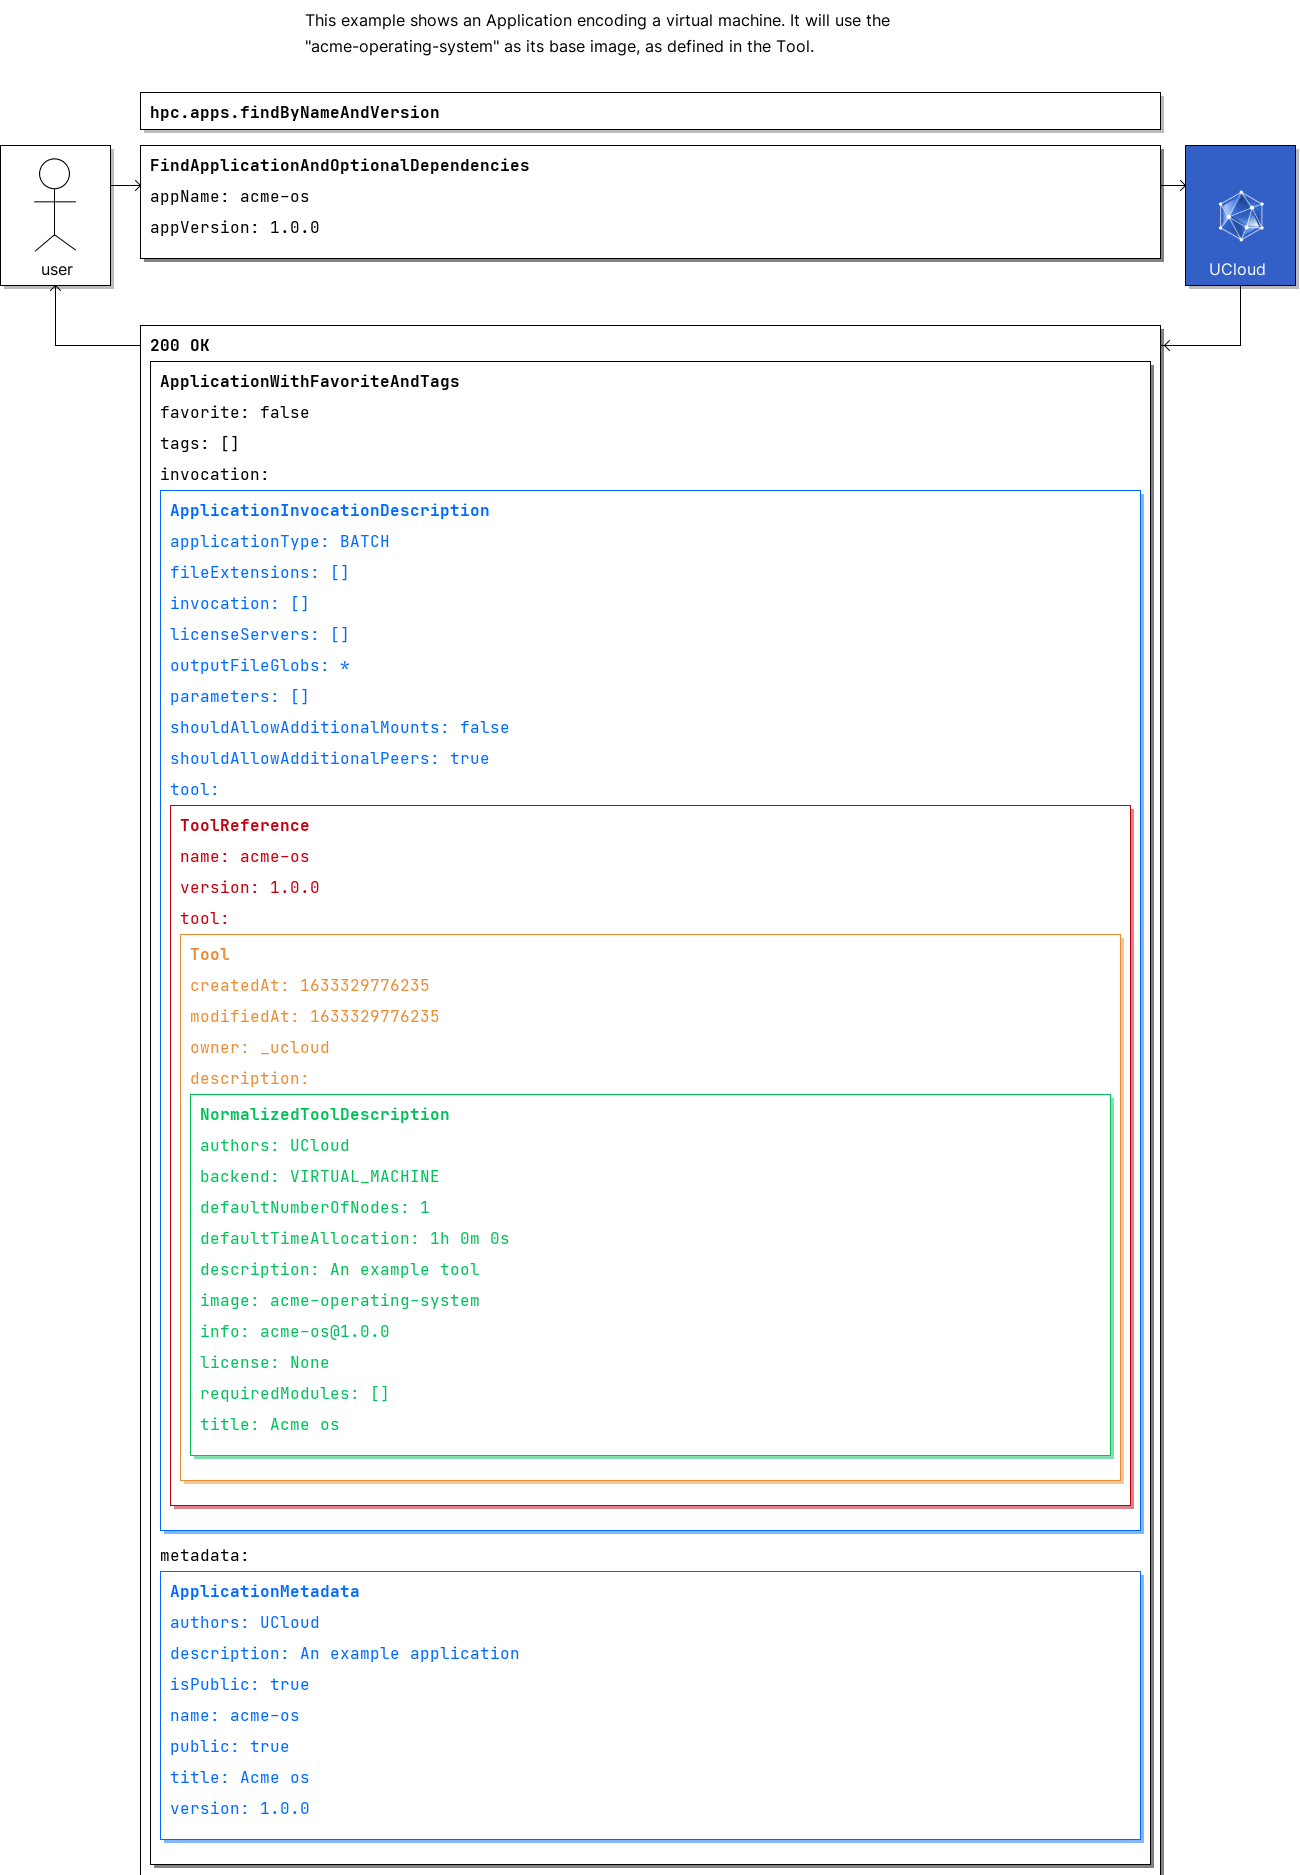 This example shows an Application encoding a virtual machine. It will use the
"acme-operating-system" as its base image, as defined in the Tool.
hpc.apps.findByNameAndVersion
FindApplicationAndOptionalDependencies
appName: acme-os
appVersion: 1.0.0
user
UCloud
200 OK
ApplicationWithFavoriteAndTags
favorite: false
tags: []
invocation:
ApplicationInvocationDescription
applicationType: BATCH
fileExtensions: []
invocation: []
licenseServers: []
outputFileGlobs: *
parameters: []
shouldAllowAdditionalMounts: false
shouldAllowAdditionalPeers: true
tool:
ToolReference
name: acme-os
version: 1.0.0
tool:
Tool
createdAt: 1633329776235
modifiedAt: 1633329776235
owner: _ucloud
description:
NormalizedToolDescription
authors: UCloud
backend: VIRTUAL_MACHINE
defaultNumberOfNodes: 1
defaultTimeAllocation: 1h 0m 0s
description: An example tool
image: acme-operating-system
info: acme-os@1.0.0
license: None
requiredModules: []
title: Acme os
metadata:
ApplicationMetadata
authors: UCloud
description: An example application
isPublic: true
name: acme-os
public: true
title: Acme os
version: 1.0.0